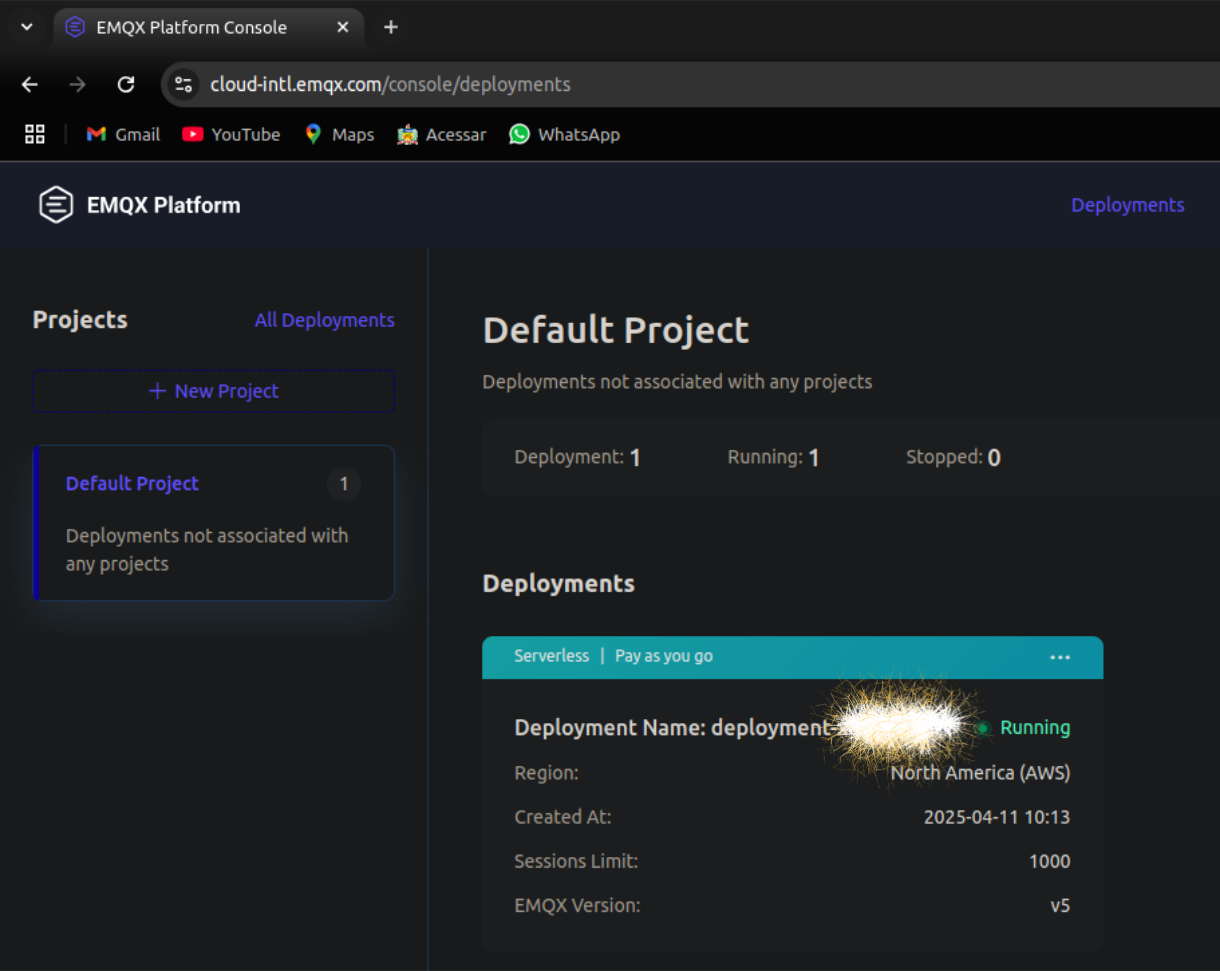 EMQX Platform Console
cloud-intl.emqx.com/console/deployments
Gmail YouTube Maps Acessar WhatsApp
EMQX Platform
Deployments
Projects All Deployments
+ New Project
Default Project 1
Deployments not associated with
any projects
Default Project
Deployments not associated with any projects
Deployment: 1 Running: 1 Stopped: 0
Deployments
Serverless | Pay as you go
Deployment Name: deployment- Running
Region: North America (AWS)
Created At: 2025-04-11 10:13
Sessions Limit: 1000
EMQX Version: v5